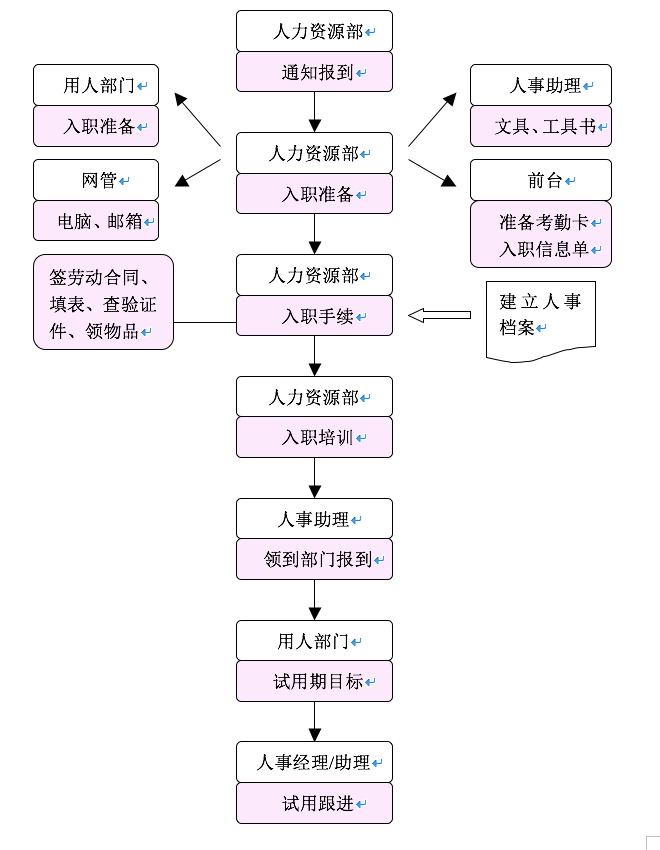 人力资源部
通知报到
用人部门
入职准备
人事助理
文具、工具书
人力资源部
入职准备
网管
电脑、邮箱
前台
准备考勤卡
入职信息单
签劳动合同、
填表、查验证
件、领物品
人力资源部
入职手续
建立人事
档案
人力资源部
入职培训
人事助理
领到部门报到
用人部门
试用期目标
人事经理/助理
试用跟进